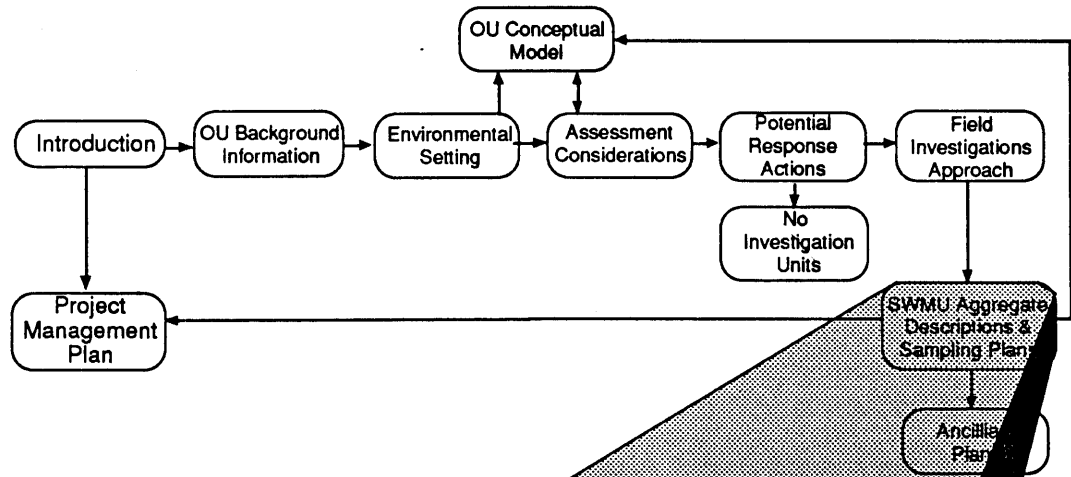 OU Conceptual
Model
Introduction
OU Background
Information
Environmental
Setting
Assessment
Considerations
Potential
Response
Actions
Field
Investigations
Approach
No
Investigation
Units
Project
Management
Plan
SWMU Aggregate
Descriptions &
Sampling Plans